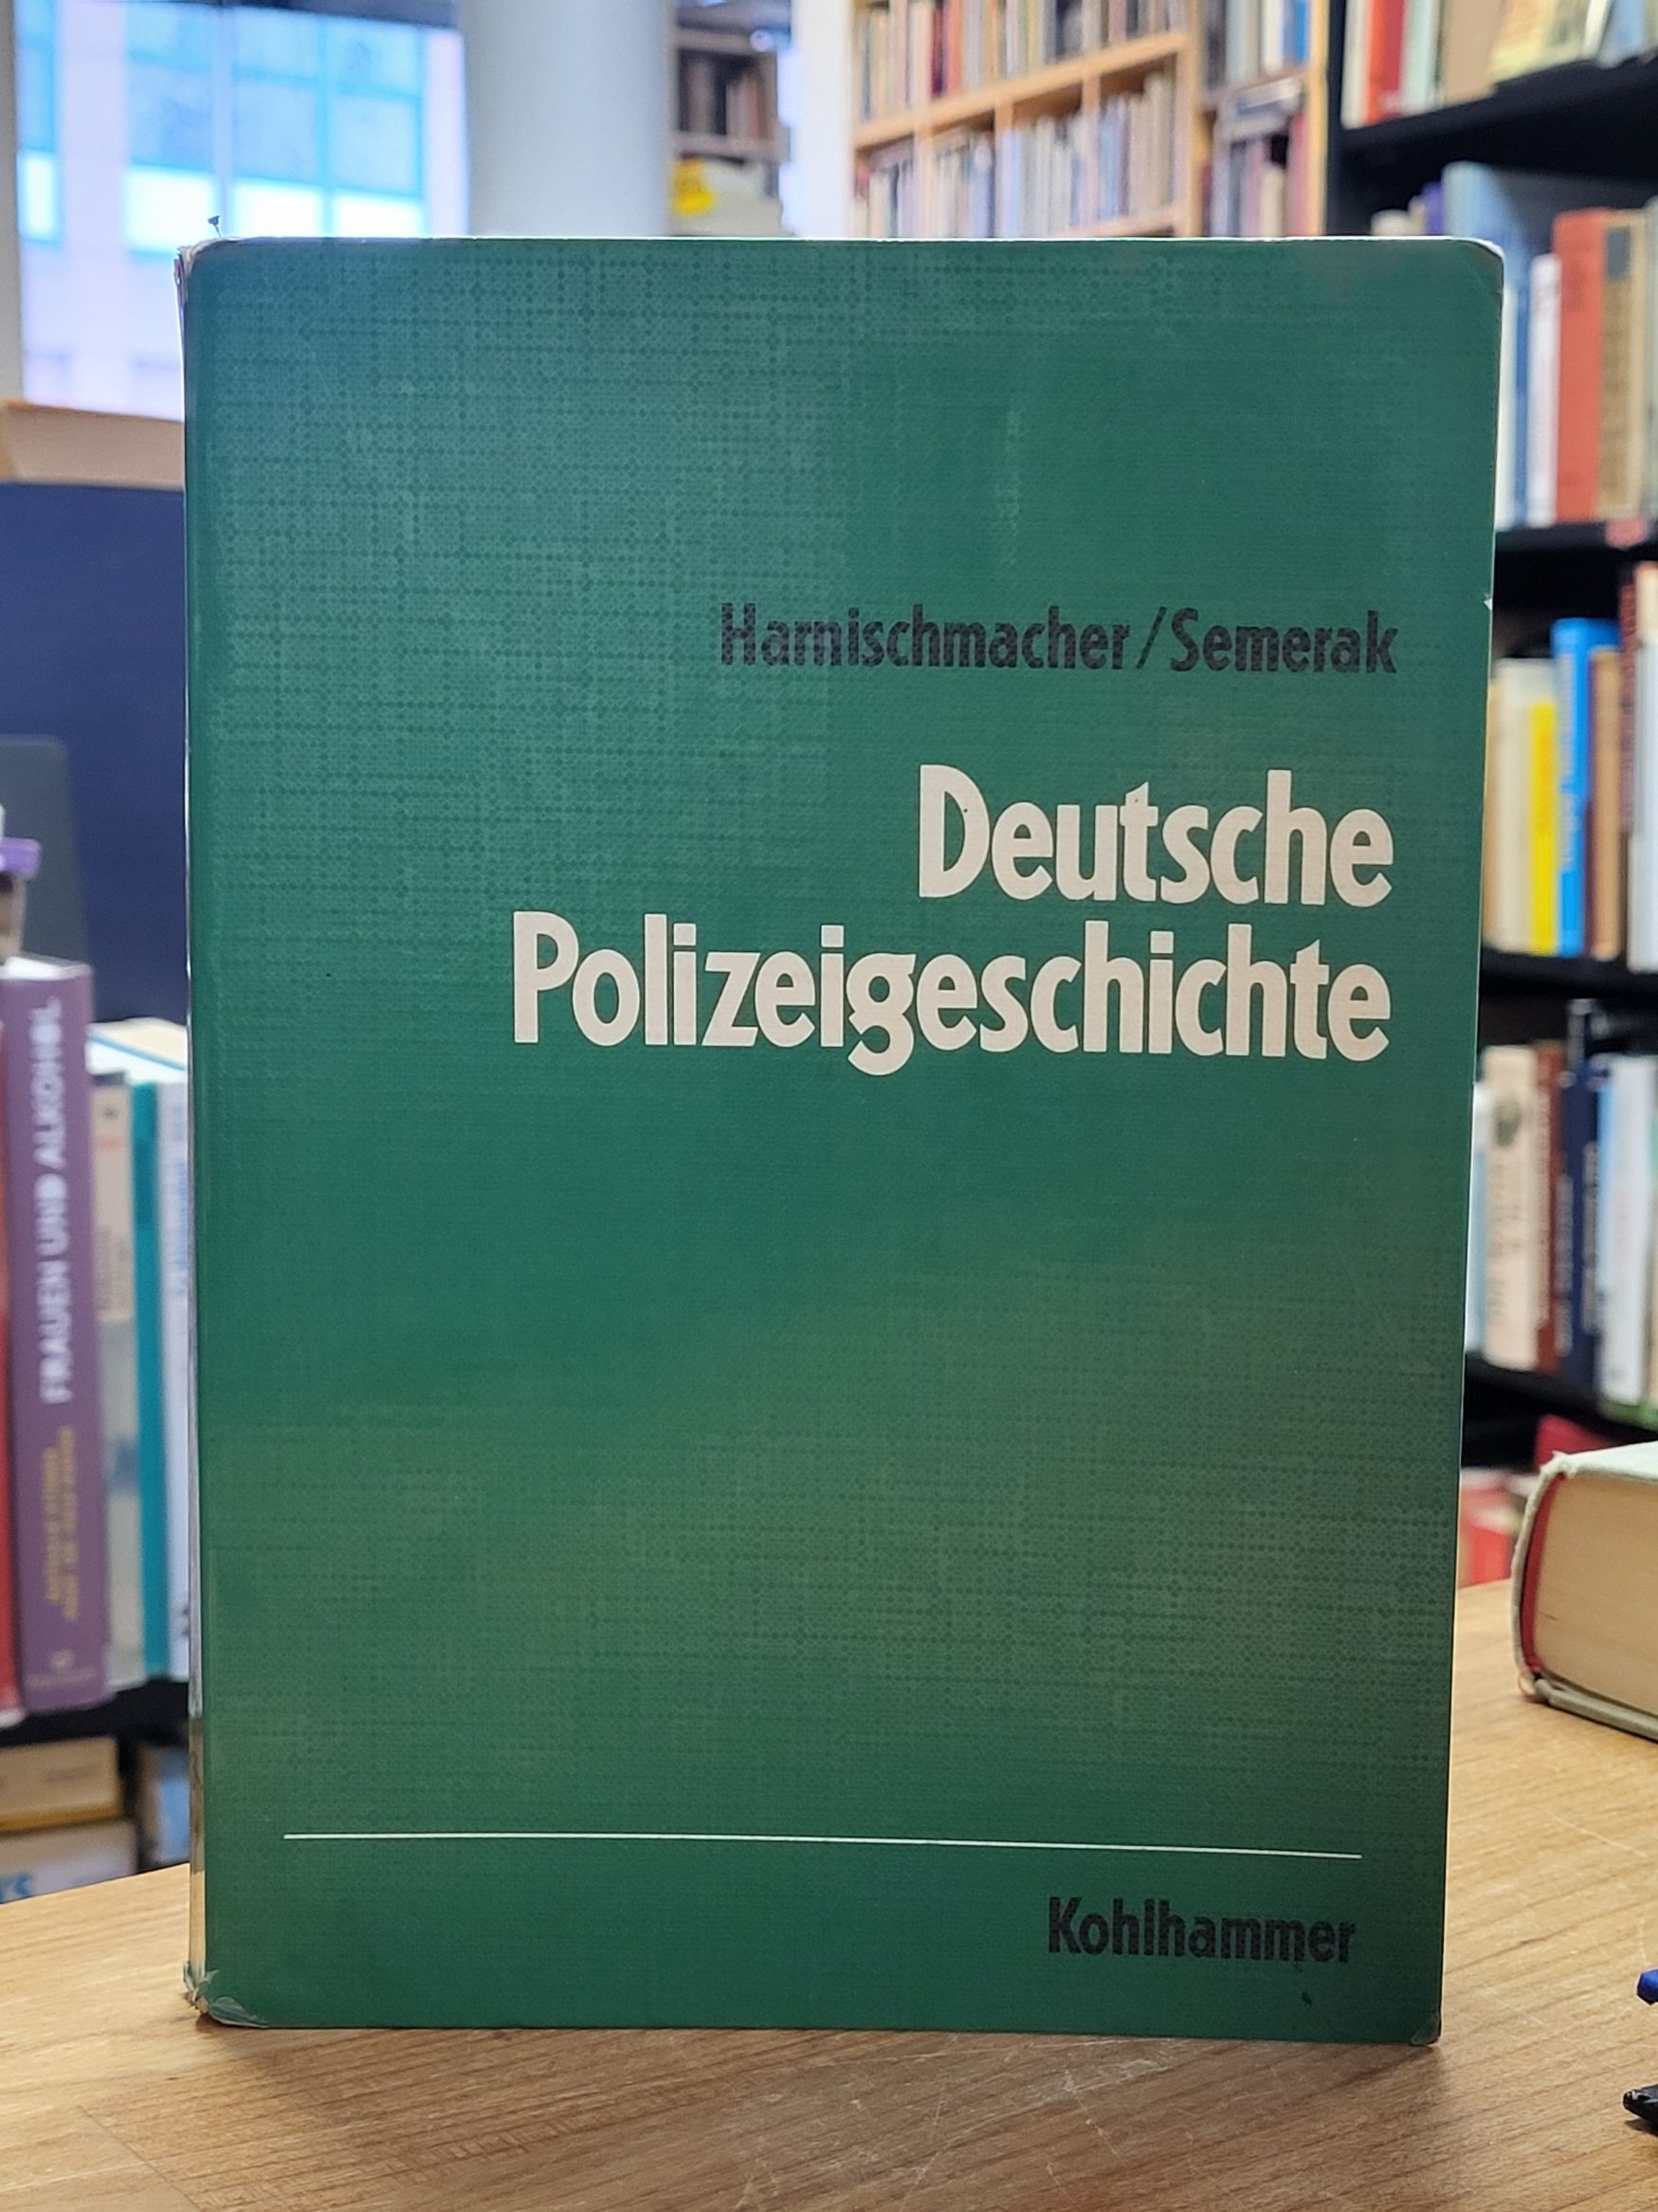 Harnischmacher/Semerak
Deutsche
Polizeigeschichte
Kohlhammer
FRAUEN UND ALKOHOL